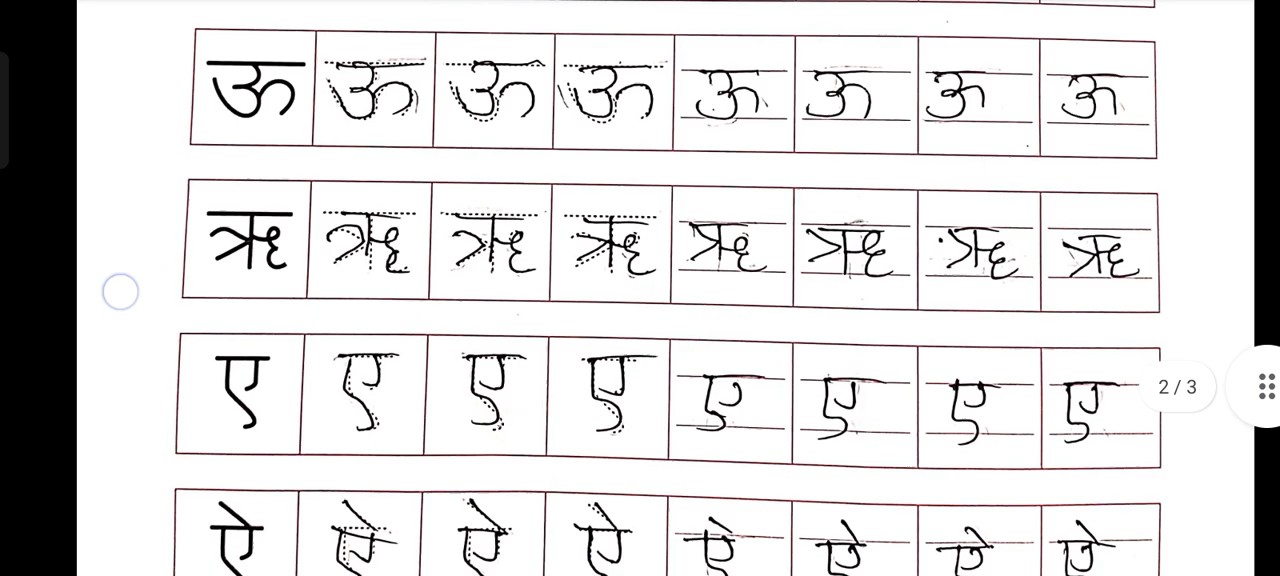 ऊ ऊ ऊ ऊ ऊ ऊ ऊ ऊ
ऋ ऋ ऋ ऋ ऋ ऋ ऋ ऋ
ए ए ए ए ए ए ए ए
2 / 3
ऐ ऐ ऐ ऐ ऐ ऐ ऐ ऐ